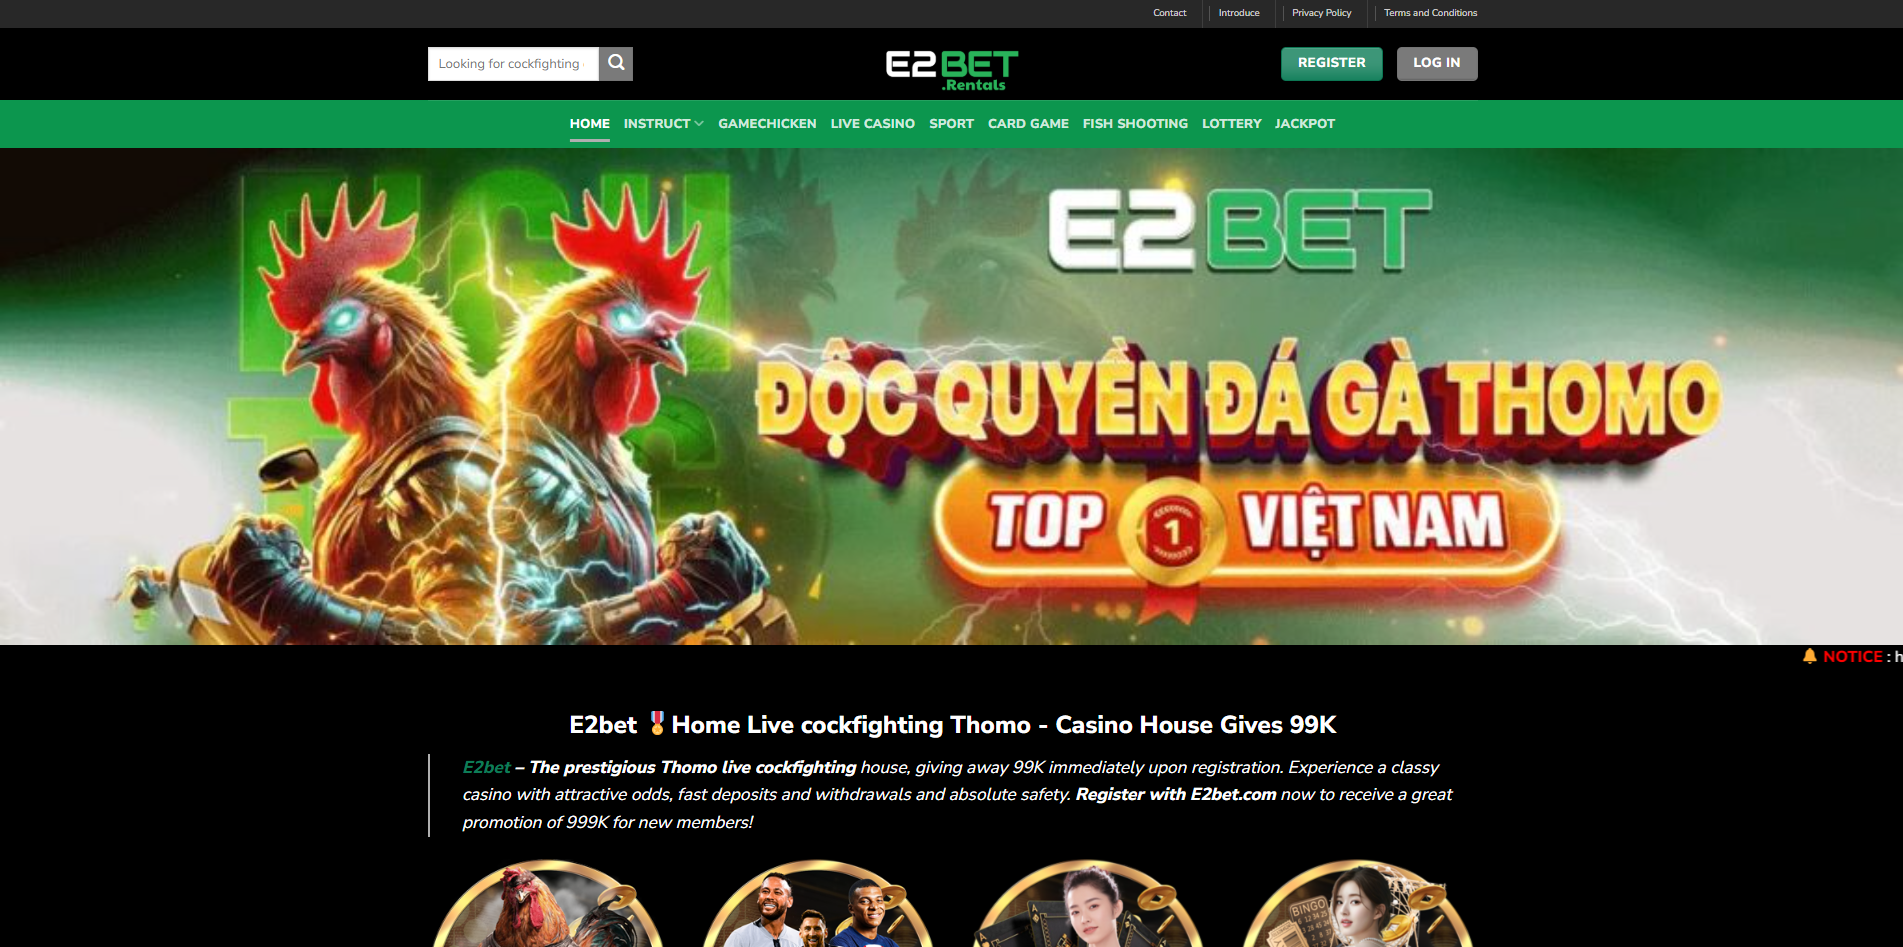 Contact
Introduce
Privacy Policy
Terms and Conditions
Looking for cockfighting
E2BET
.Rentals
REGISTER
LOG IN
HOME
INSTRUCT
GAMECHICKEN
LIVE CASINO
SPORT
CARD GAME
FISH SHOOTING
LOTTERY
JACKPOT
E2BET
ĐỘC QUYỀN ĐÁ GÀ THOMO
TOP 1 VIỆT NAM
NOTICE : h
E2bet 🎖️Home Live cockfighting Thomo - Casino House Gives 99K
E2bet – The prestigious Thomo live cockfighting house, giving away 99K immediately upon registration. Experience a classy
casino with attractive odds, fast deposits and withdrawals and absolute safety. Register with E2bet.com now to receive a great
promotion of 999K for new members!
BINGO